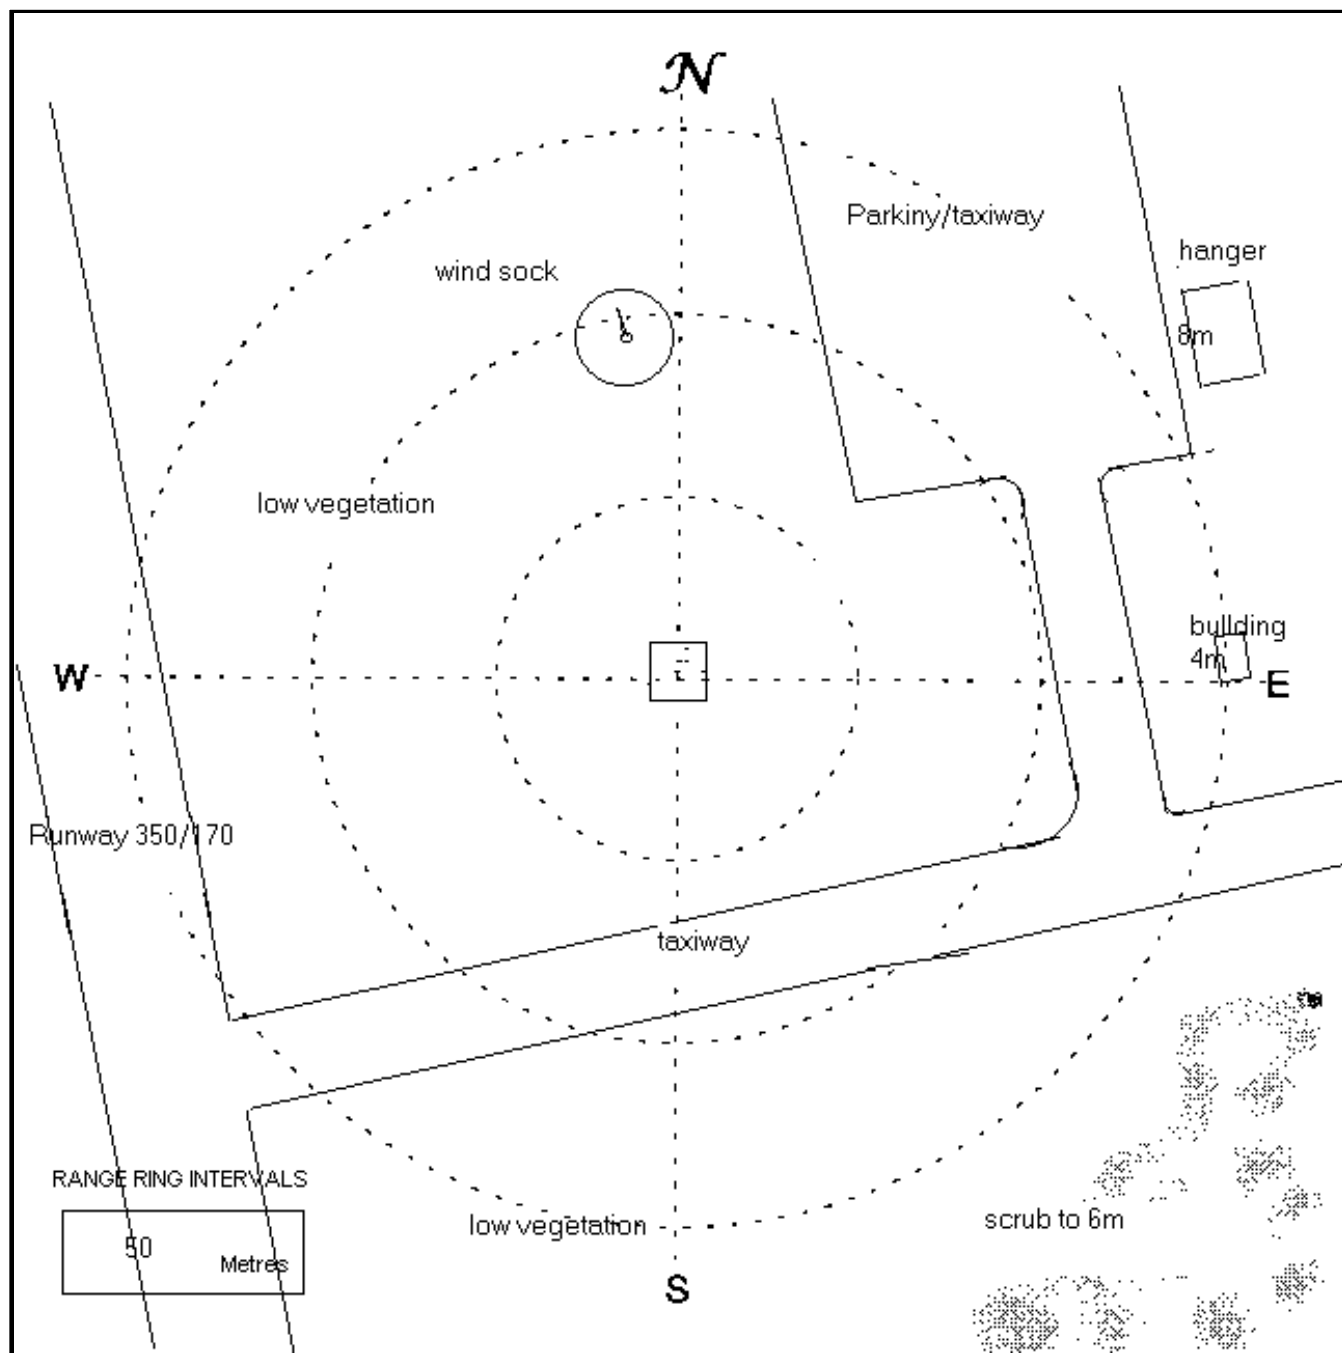 N
Parkiny/taxiway
hanger
wind sock
8m
low vegetation
building
4m
W
E
Runway 350/170
taxiway
RANGE RING INTERVALS
50
Metres
low vegetation
scrub to 6m
S